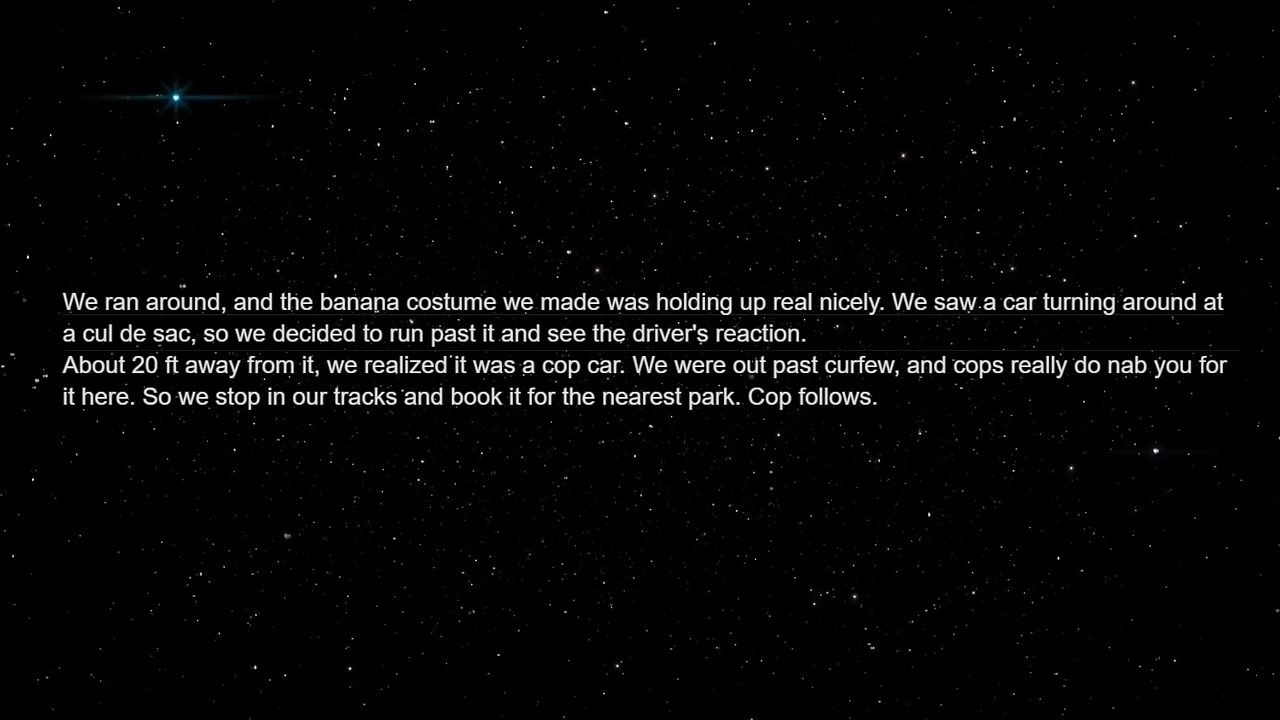 We ran around, and the banana costume we made was holding up real nicely. We saw a car turning around at
a cul de sac, so we decided to run past it and see the driver's reaction.
About 20 ft away from it, we realized it was a cop car. We were out past curfew, and cops really do nab you for
it here. So we stop in our tracks and book it for the nearest park. Cop follows.